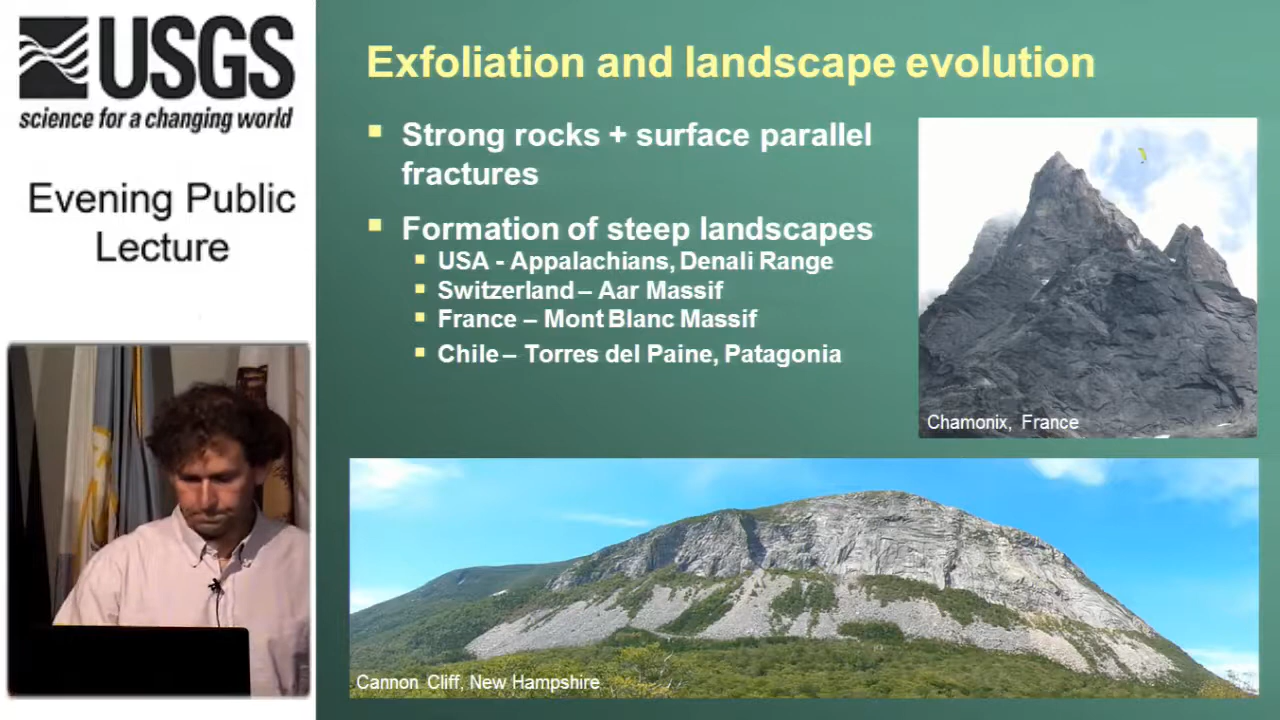 USGS
science for a changing world
Evening Public
Lecture
Exfoliation and landscape evolution
Strong rocks + surface parallel
fractures
Formation of steep landscapes
USA - Appalachians, Denali Range
Switzerland – Aar Massif
France – Mont Blanc Massif
Chile – Torres del Paine, Patagonia
Chamonix, France
Cannon Cliff, New Hampshire